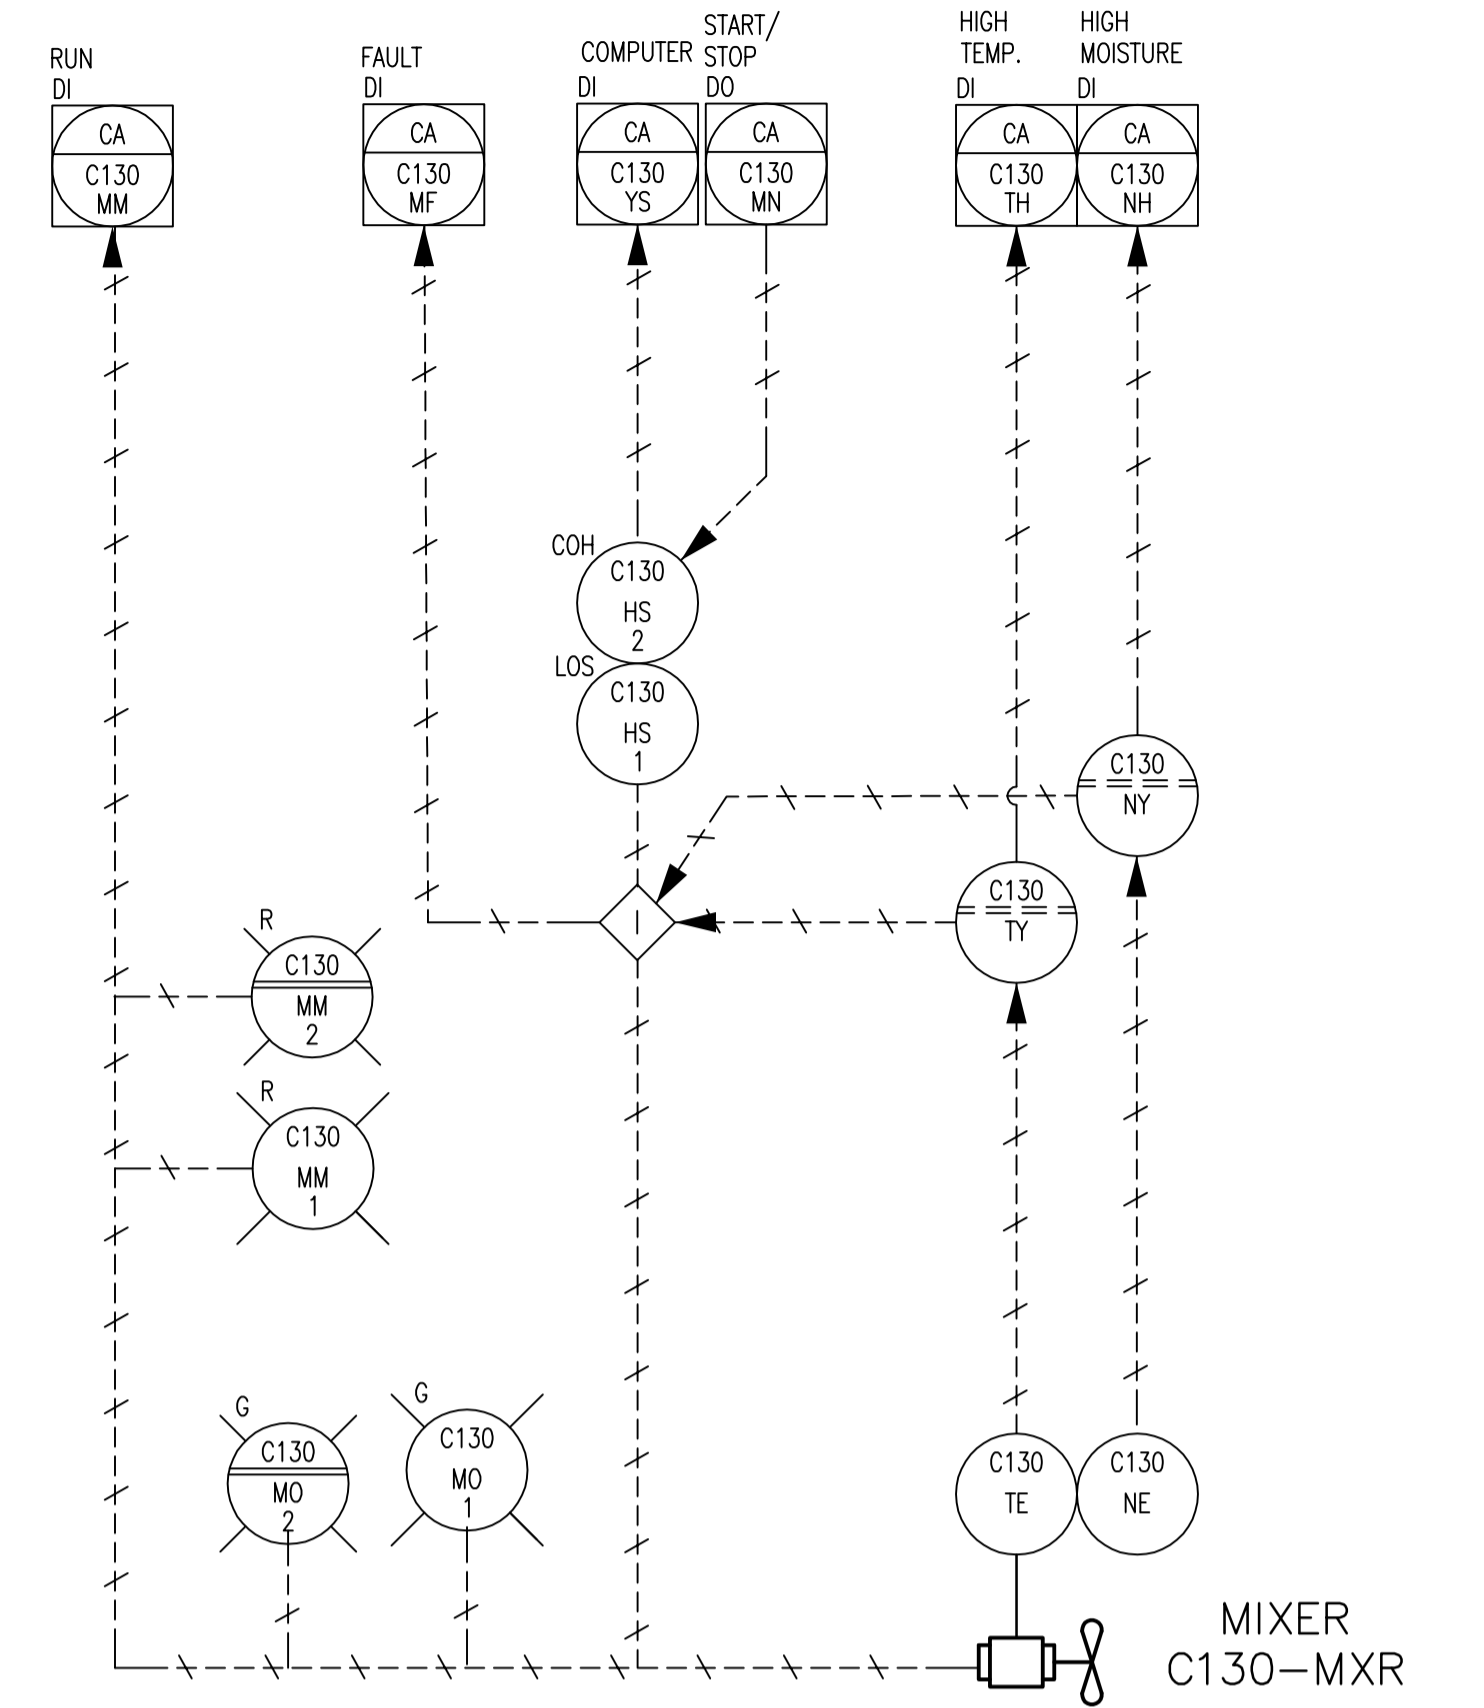 RUN
DI
CA
C130
MM
FAULT
DI
CA
C130
MF
COMPUTER
DI
CA
C130
YS
START/
STOP
DO
CA
C130
MN
HIGH
TEMP.
DI
CA
C130
TH
HIGH
MOISTURE
DI
CA
C130
NH
COH
C130
HS
2
LOS
C130
HS
1
C130
NY
C130
TY
I
R
C130
MM
2
R
C130
MM
1
G
C130
MO
2
G
C130
MO
1
C130
TE
C130
NE
MIXER
C130-MXR